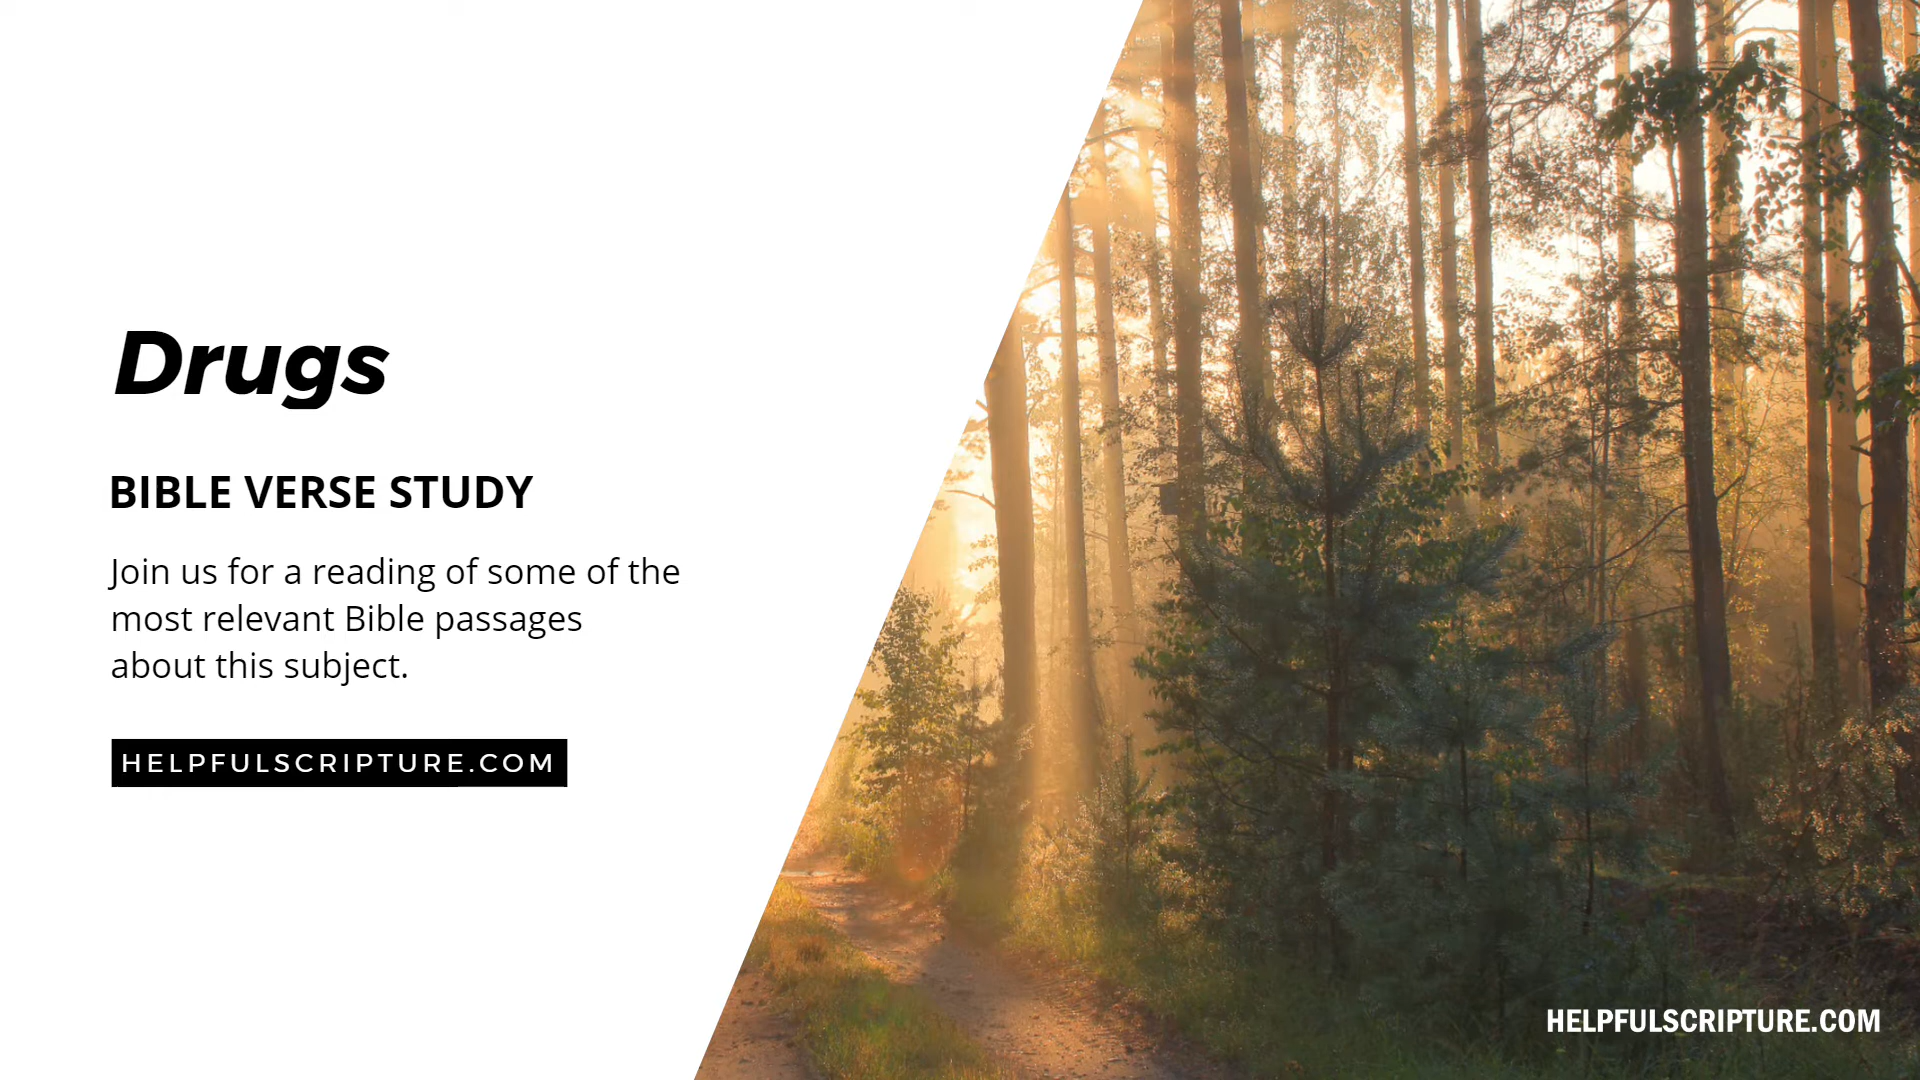 Drugs
BIBLE VERSE STUDY
Join us for a reading of some of the
most relevant Bible passages
about this subject.
HELPFULSCRIPTURE.COM
HELPFULSCRIPTURE.COM